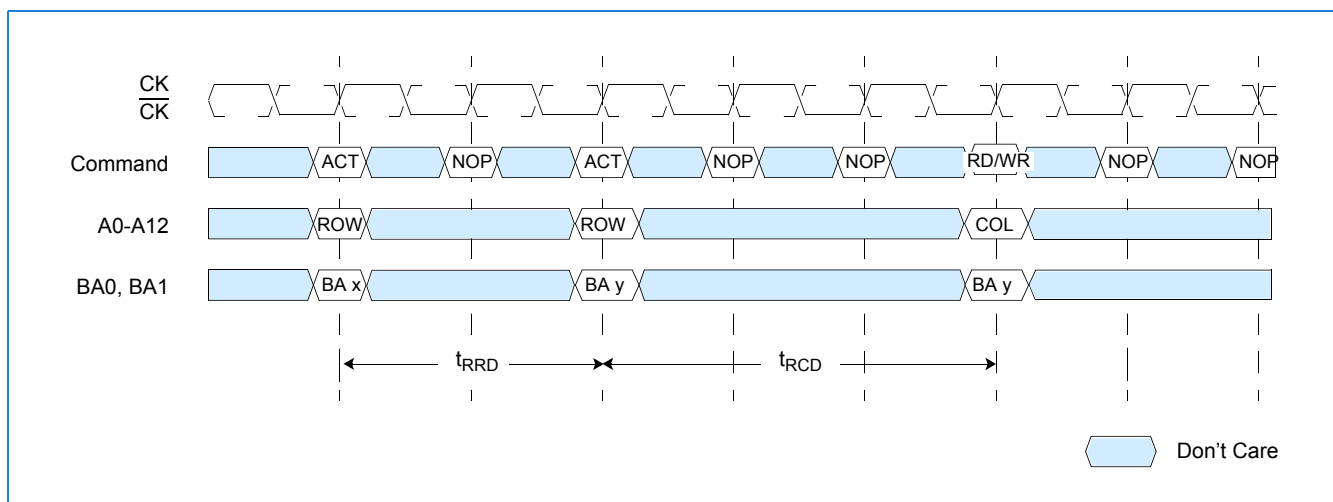 CK
CK
Command ACT NOP ACT NOP NOP RD/WR NOP NOP
A0-A12 ROW ROW COL
BA0, BA1 BA x BA y BA y
tRRD tRCD
Don't Care